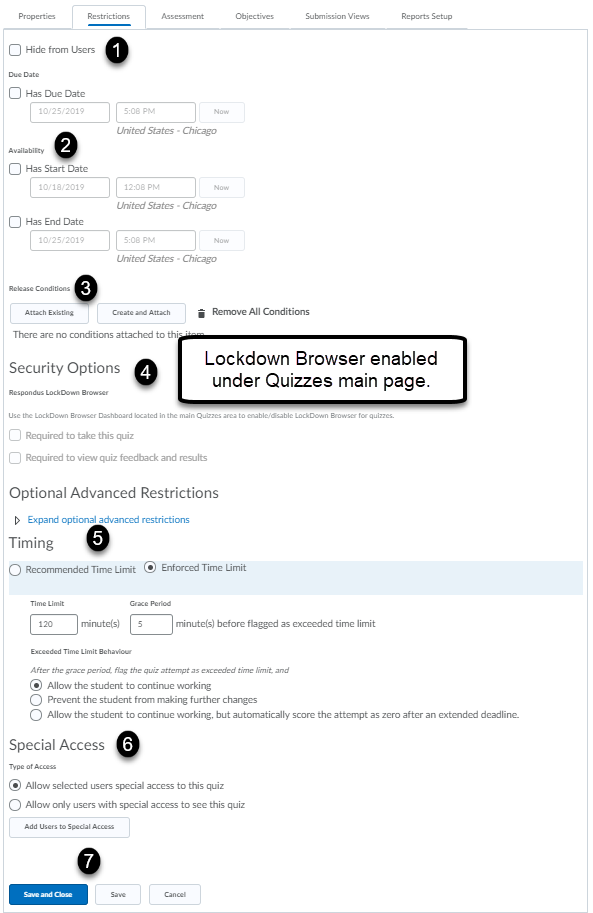 Properties Restrictions Assessment Objectives Submission Views Reports Setup
Hide from Users 1
Due Date
Has Due Date
10/25/2019 5:08 PM Now
United States - Chicago
2
Availability
Has Start Date
10/18/2019 12:08 PM Now
United States - Chicago
Has End Date
10/25/2019 5:08 PM Now
United States - Chicago
Release Conditions 3
Attach Existing Create and Attach Remove All Conditions
There are no conditions attached to this item
Lockdown Browser enabled
under Quizzes main page.
Security Options 4
Respondus LockDown Browser
Use the LockDown Browser Dashboard located in the main Quizzes area to enable/disable LockDown Browser for quizzes.
Required to take this quiz
Required to view quiz feedback and results
Optional Advanced Restrictions
Expand optional advanced restrictions
Timing 5
Recommended Time Limit Enforced Time Limit
Time Limit Grace Period
120 minute(s) 5 minute(s) before flagged as exceeded time limit
Exceeded Time Limit Behaviour
After the grace period, flag the quiz attempt as exceeded time limit, and
Allow the student to continue working
Prevent the student from making further changes
Allow the student to continue working, but automatically score the attempt as zero after an extended deadline.
Special Access 6
Type of Access
Allow selected users special access to this quiz
Allow only users with special access to see this quiz
Add Users to Special Access
7
Save and Close Save Cancel